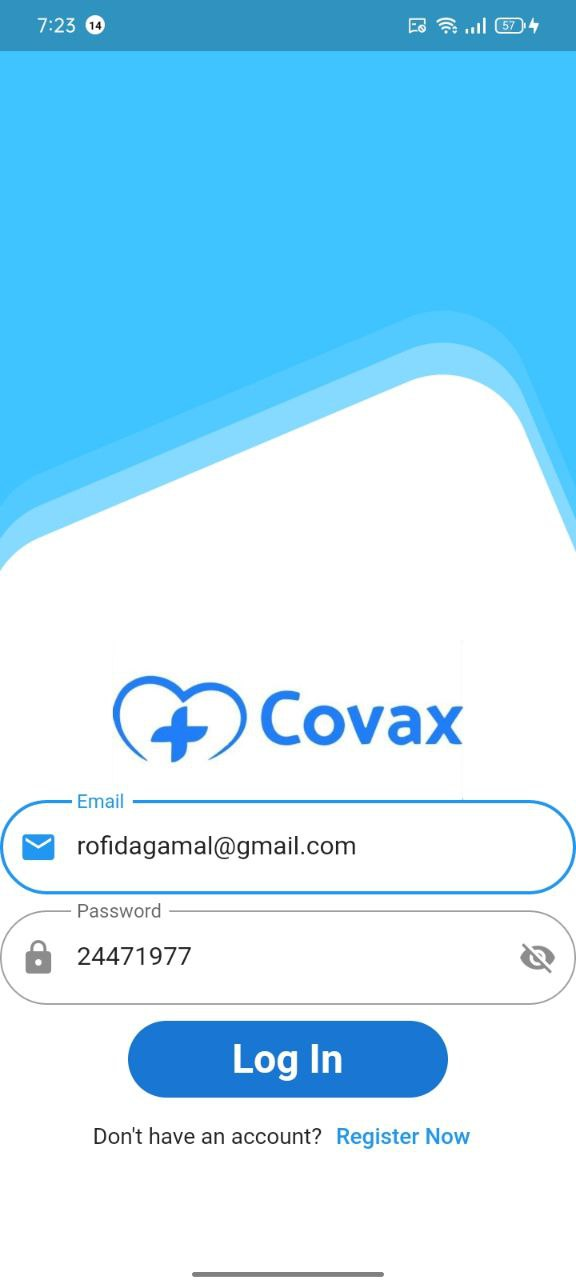 7:23 14 57
Covax
Email
rofidagamal@gmail.com
Password
24471977
Log In
Don't have an account? Register Now